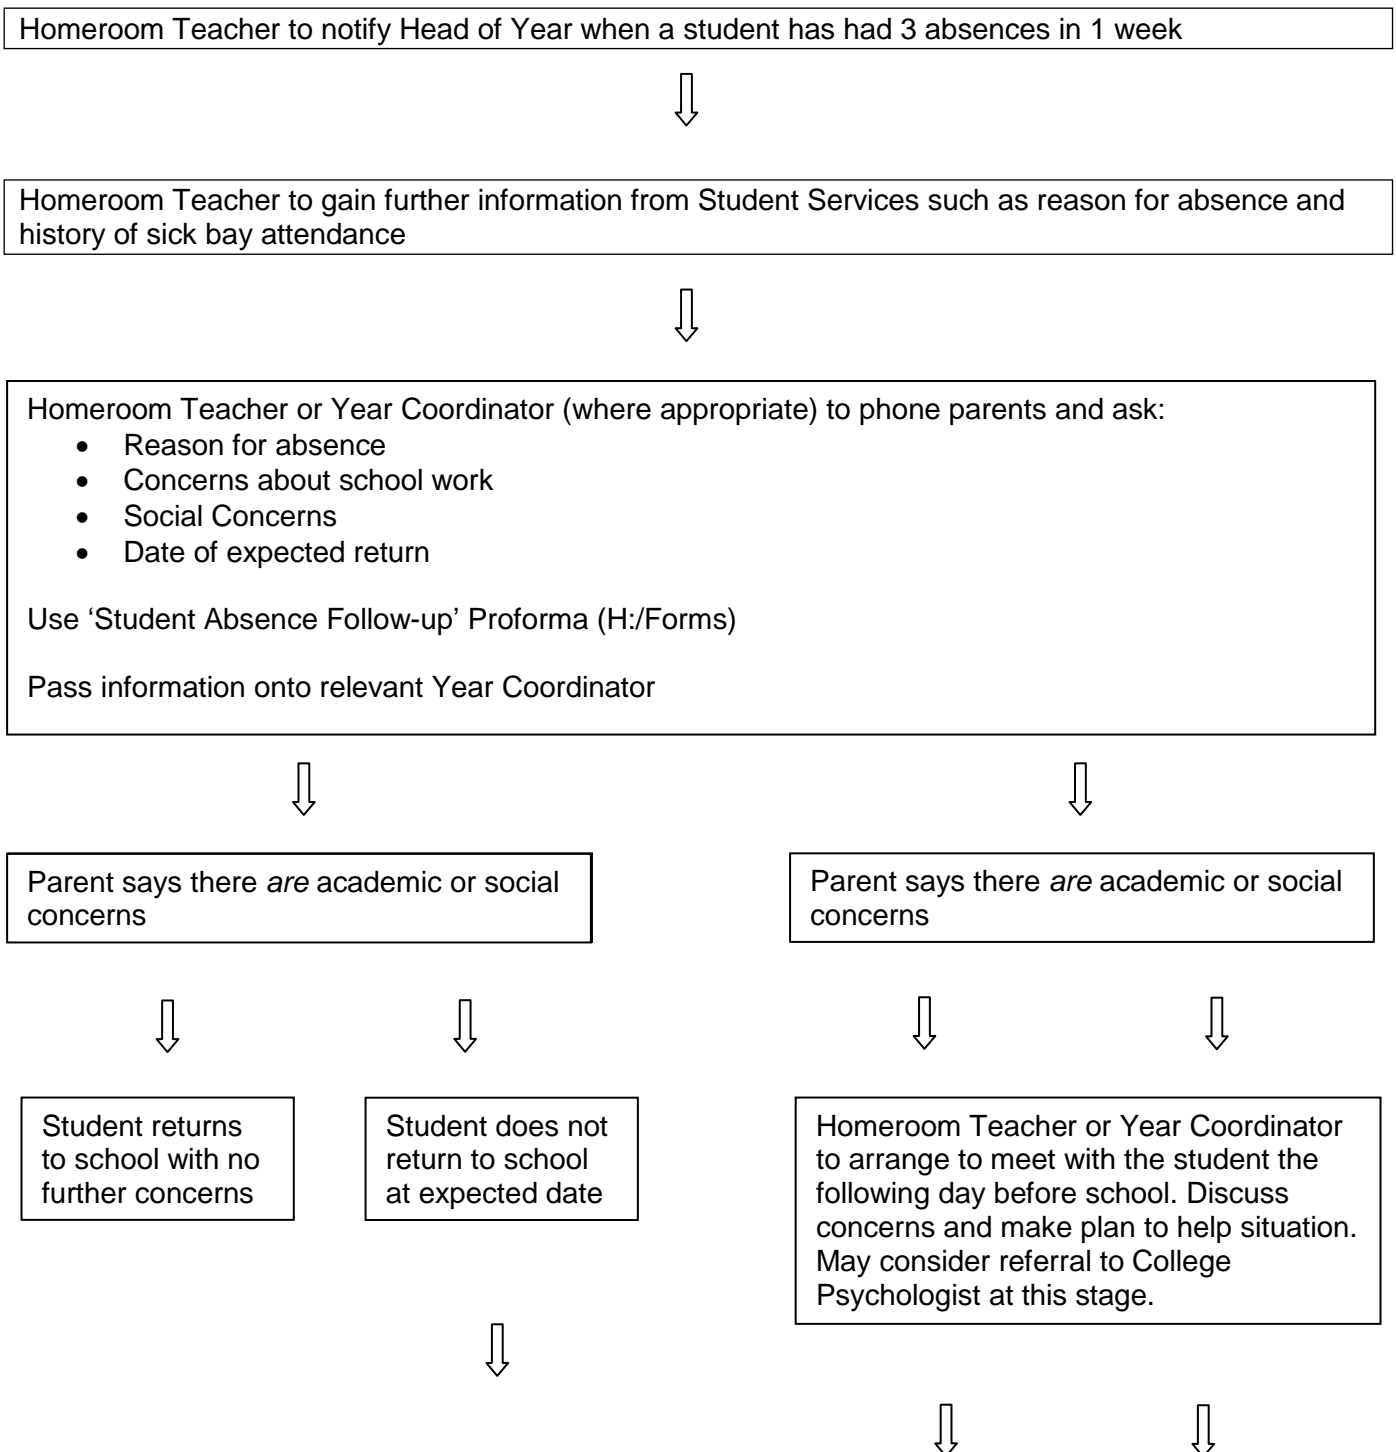 Homeroom Teacher to notify Head of Year when a student has had 3 absences in 1 week
Homeroom Teacher to gain further information from Student Services such as reason for absence and
history of sick bay attendance
Homeroom Teacher or Year Coordinator (where appropriate) to phone parents and ask:
• Reason for absence
• Concerns about school work
• Social Concerns
• Date of expected return
Use ‘Student Absence Follow-up’ Proforma (H:/Forms)
Pass information onto relevant Year Coordinator
Parent says there are academic or social
concerns
Parent says there are academic or social
concerns
Student returns
to school with no
further concerns
Student does not
return to school
at expected date
Homeroom Teacher or Year Coordinator
to arrange to meet with the student the
following day before school. Discuss
concerns and make plan to help situation.
May consider referral to College
Psychologist at this stage.